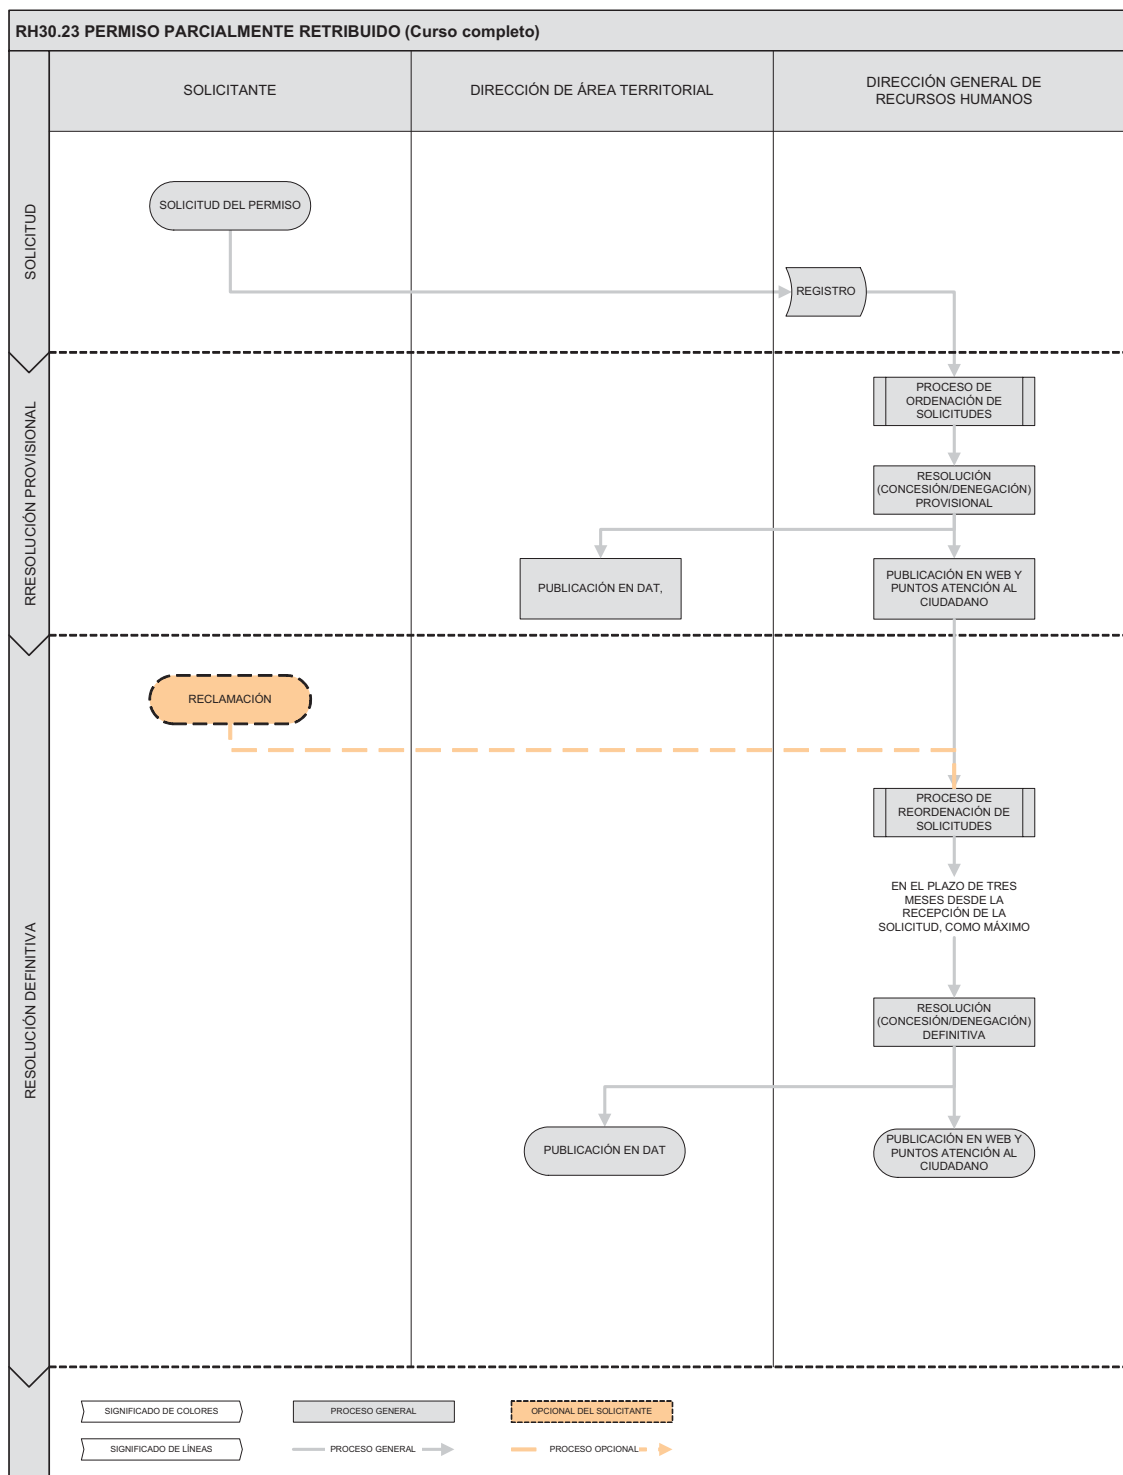 RH30.23 PERMISO PARCIALMENTE RETRIBUIDO (Curso completo)
SOLICITANTE
DIRECCIÓN DE ÁREA TERRITORIAL
DIRECCIÓN GENERAL DE
RECURSOS HUMANOS
SOLICITUD
SOLICITUD DEL PERMISO
REGISTRO
RRESOLUCIÓN PROVISIONAL
PROCESO DE
ORDENACIÓN DE
SOLICITUDES
RESOLUCIÓN
(CONCESIÓN/DENEGACIÓN)
PROVISIONAL
PUBLICACIÓN EN DAT,
PUBLICACIÓN EN WEB Y
PUNTOS ATENCIÓN AL
CIUDADANO
RESOLUCIÓN DEFINITIVA
RECLAMACIÓN
PROCESO DE
REORDENACIÓN DE
SOLICITUDES
EN EL PLAZO DE TRES
MESES DESDE LA
RECEPCIÓN DE LA
SOLICITUD, COMO MÁXIMO
RESOLUCIÓN
(CONCESIÓN/DENEGACIÓN)
DEFINITIVA
PUBLICACIÓN EN DAT
PUBLICACIÓN EN WEB Y
PUNTOS ATENCIÓN AL
CIUDADANO
SIGNIFICADO DE COLORES
PROCESO GENERAL
OPCIONAL DEL SOLICITANTE
SIGNIFICADO DE LÍNEAS
PROCESO GENERAL
PROCESO OPCIONAL